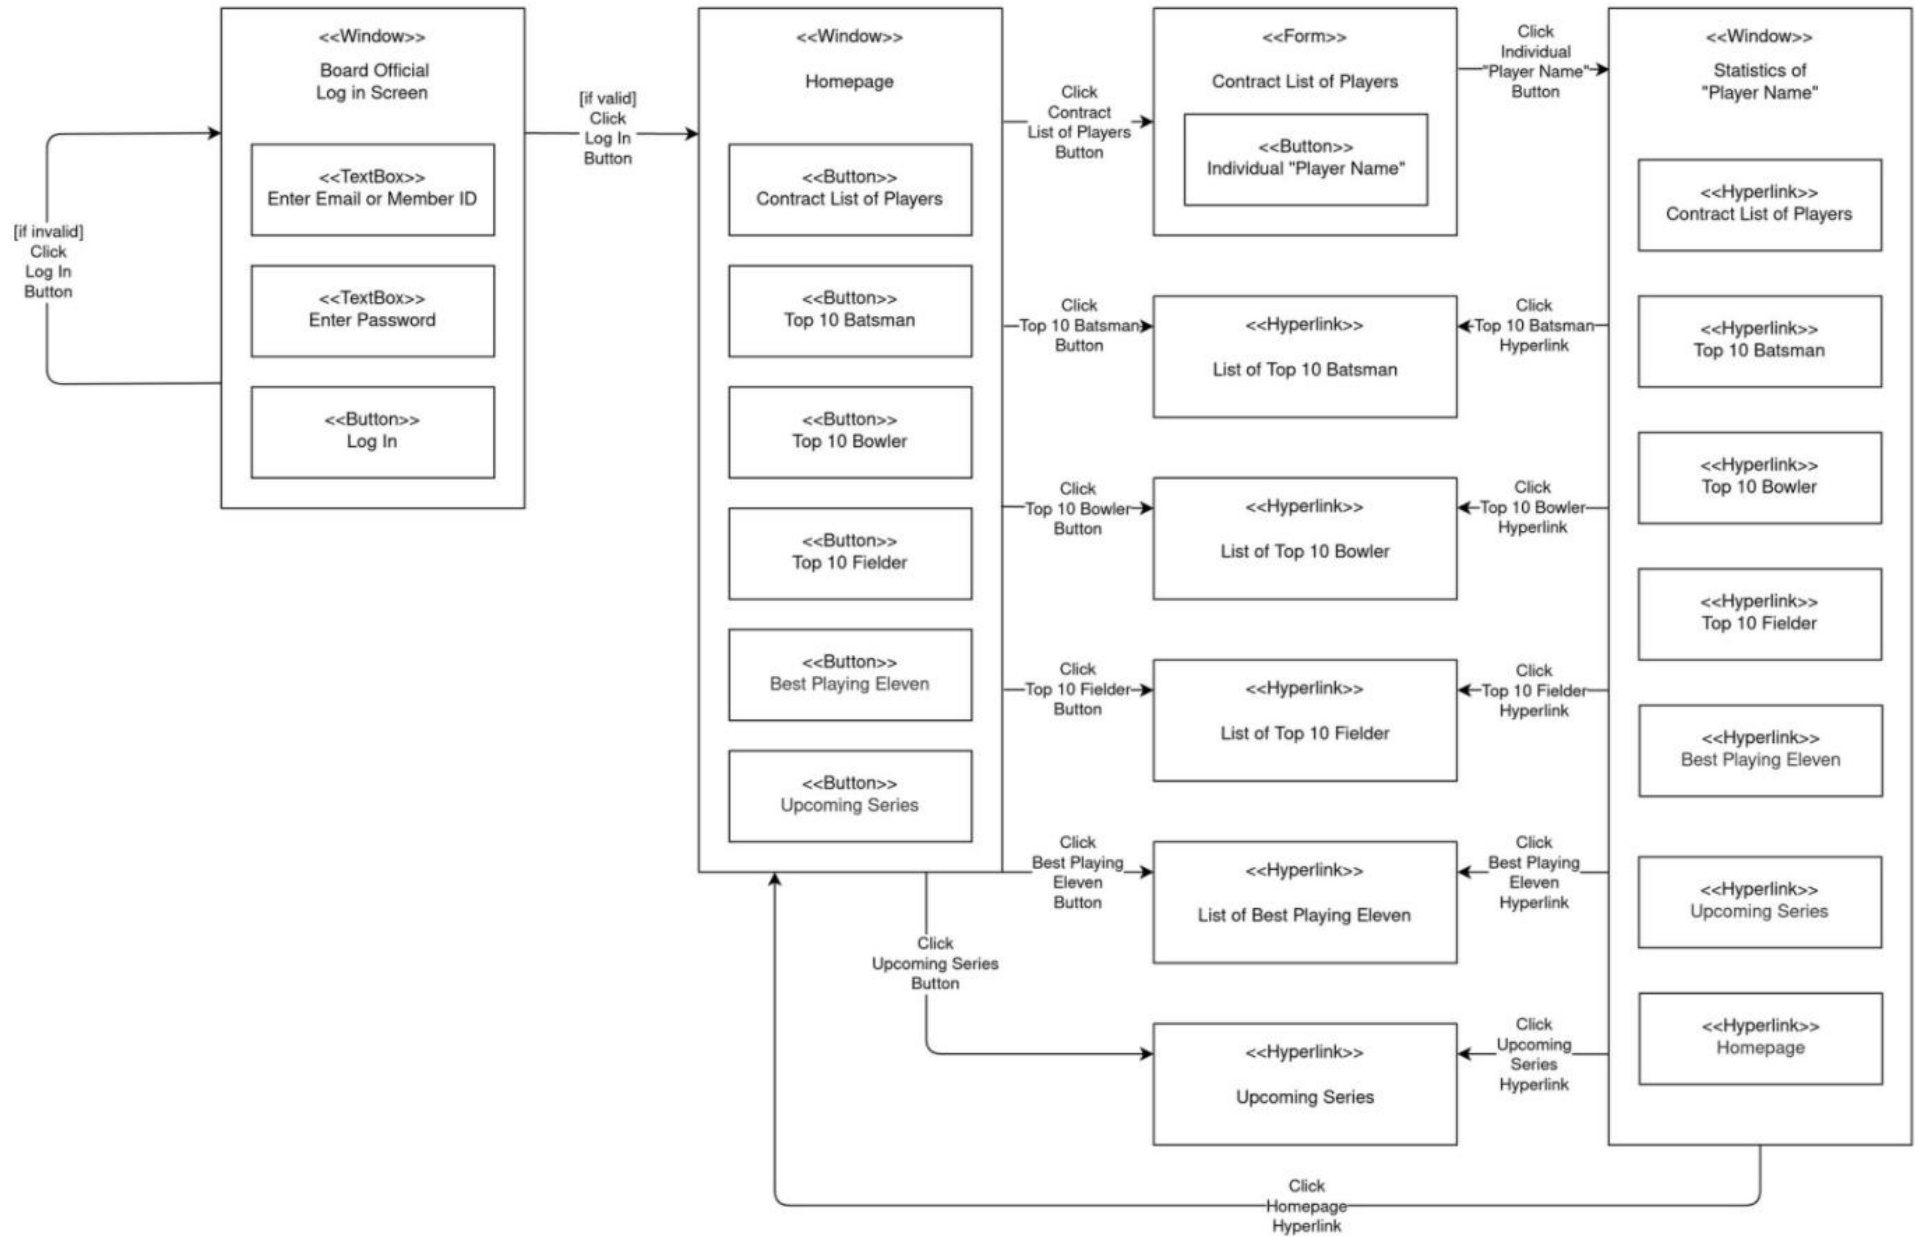 <<Window>>
Board Official
Log in Screen
<<TextBox>>
Enter Email or Member ID
<<TextBox>>
Enter Password
<<Button>>
Log In
[if invalid]
Click
Log In
Button
[if valid]
Click
Log In
Button
<<Window>>
Homepage
<<Button>>
Contract List of Players
<<Button>>
Top 10 Batsman
<<Button>>
Top 10 Bowler
<<Button>>
Top 10 Fielder
<<Button>>
Best Playing Eleven
<<Button>>
Upcoming Series
Click
Contract
List of Players
Button
Click
Top 10 Batsman
Button
Click
Top 10 Bowler
Button
Click
Top 10 Fielder
Button
Click
Best Playing
Eleven
Button
Click
Upcoming Series
Button
<<Form>>
Contract List of Players
<<Button>>
Individual "Player Name"
<<Hyperlink>>
List of Top 10 Batsman
<<Hyperlink>>
List of Top 10 Bowler
<<Hyperlink>>
List of Top 10 Fielder
<<Hyperlink>>
List of Best Playing Eleven
<<Hyperlink>>
Upcoming Series
Click
Individual
"Player Name"
Button
Click
Top 10 Batsman
Hyperlink
Click
Top 10 Bowler
Hyperlink
Click
Top 10 Fielder
Hyperlink
Click
Best Playing
Eleven
Hyperlink
Click
Upcoming
Series
Hyperlink
<<Window>>
Statistics of
"Player Name"
<<Hyperlink>>
Contract List of Players
<<Hyperlink>>
Top 10 Batsman
<<Hyperlink>>
Top 10 Bowler
<<Hyperlink>>
Top 10 Fielder
<<Hyperlink>>
Best Playing Eleven
<<Hyperlink>>
Upcoming Series
<<Hyperlink>>
Homepage
Click
Homepage
Hyperlink